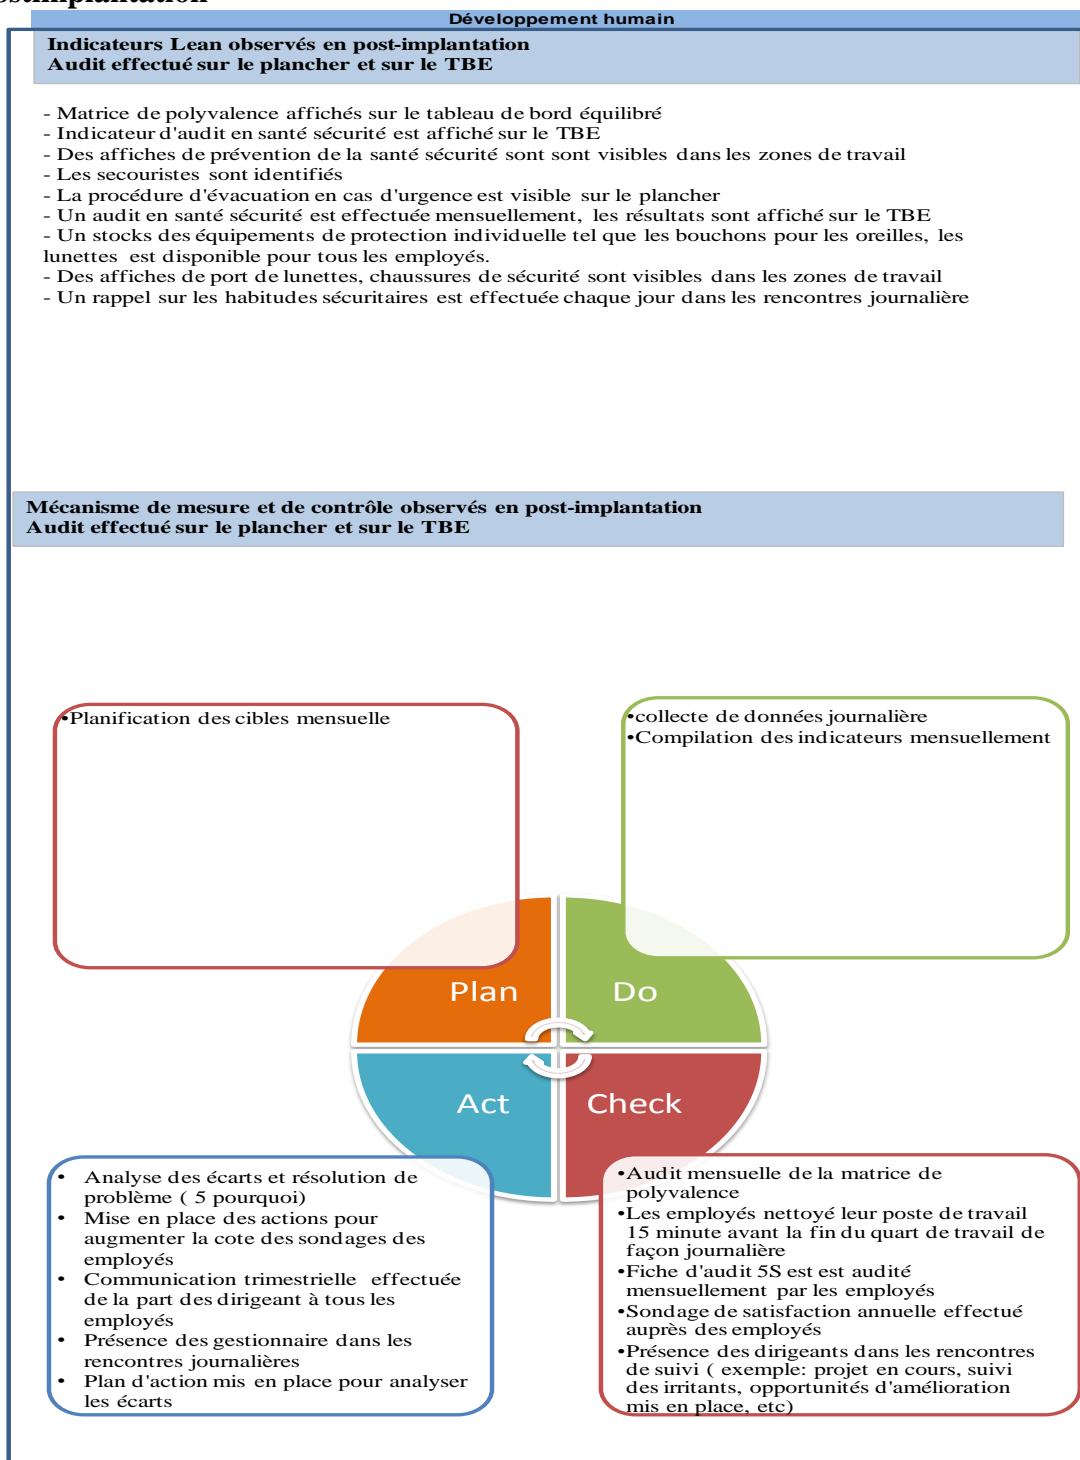 Développement humain
Indicateurs Lean observés en post-implantation
Audit effectué sur le plancher et sur le TBE
- Matrice de polyvalence affichés sur le tableau de bord équilibré
- Indicateur d'audit en santé sécurité est affiché sur le TBE
- Des affiches de prévention de la santé sécurité sont sont visibles dans les zones de travail
- Les secouristes sont identifiés
- La procédure d'évacuation en cas d'urgence est visible sur le plancher
- Un audit en santé sécurité est effectuée mensuellement, les résultats sont affiché sur le TBE
- Un stocks des équipements de protection individuelle tel que les bouchons pour les oreilles, les
lunettes est disponible pour tous les employés.
- Des affiches de port de lunettes, chaussures de sécurité sont visibles dans les zones de travail
- Un rappel sur les habitudes sécuritaires est effectuée chaque jour dans les rencontres journalière
Mécanisme de mesure et de contrôle observés en post-implantation
Audit effectué sur le plancher et sur le TBE
•Planification des cibles mensuelle
•collecte de données journalière
•Compilation des indicateurs mensuellement
Plan
Do
Act
Check
• Analyse des écarts et résolution de
problème ( 5 pourquoi)
• Mise en place des actions pour
augmenter la cote des sondages des
employés
• Communication trimestrielle effectuée
de la part des dirigeant à tous les
employés
• Présence des gestionnaire dans les
rencontres journalières
• Plan d'action mis en place pour analyser
les écarts
•Audit mensuelle de la matrice de
polyvalence
•Les employés nettoyé leur poste de travail
15 minute avant la fin du quart de travail de
façon journalière
•Fiche d'audit 5S est est audité
mensuellement par les employés
•Sondage de satisfaction annuelle effectué
auprès des employés
•Présence des dirigeants dans les rencontres
de suivi ( exemple: projet en cours, suivi
des irritants, opportunités d'amélioration
mis en place, etc)